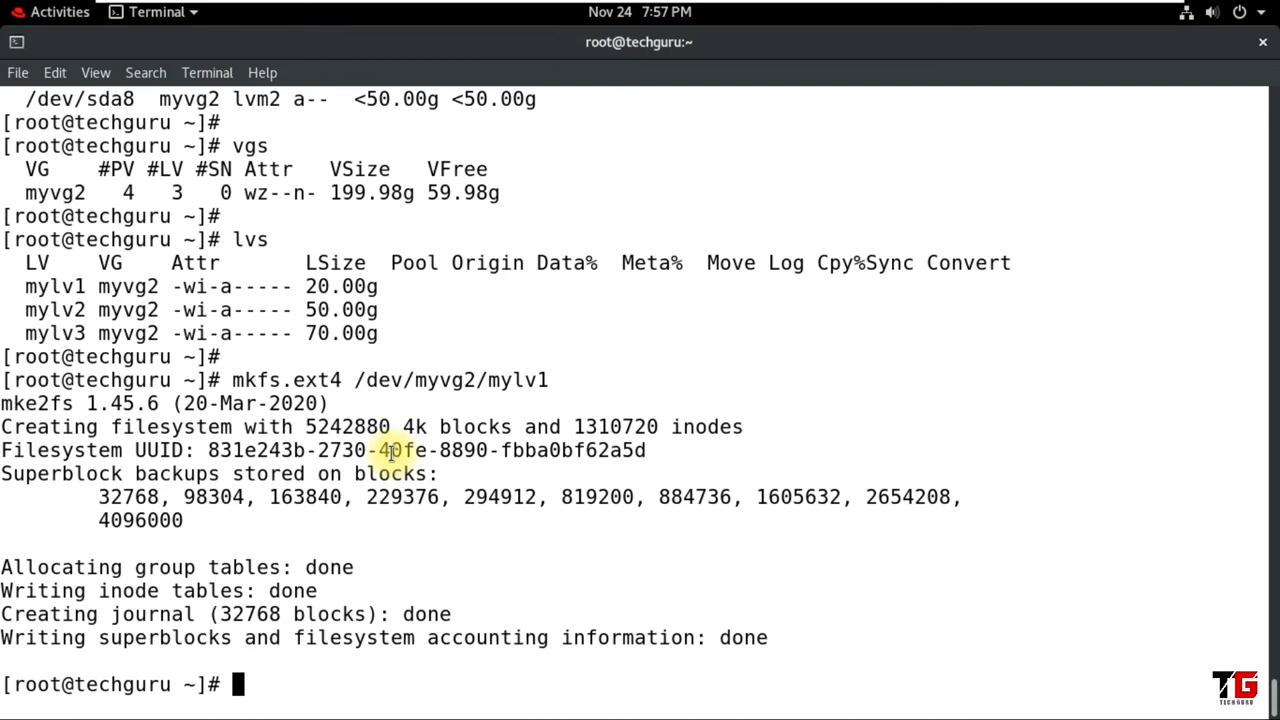 Activities Terminal Nov 24 7:57 PM
root@techguru:~
File Edit View Search Terminal Help
/dev/sda8 myvg2 lvm2 a-- <50.00g <50.00g
[root@techguru ~]#
[root@techguru ~]# vgs
VG #PV #LV #SN Attr VSize VFree
myvg2 4 3 0 wz--n- 199.98g 59.98g
[root@techguru ~]#
[root@techguru ~]# lvs
LV VG Attr LSize Pool Origin Data% Meta% Move Log Cpy%Sync Convert
mylv1 myvg2 -wi-a----- 20.00g
mylv2 myvg2 -wi-a----- 50.00g
mylv3 myvg2 -wi-a----- 70.00g
[root@techguru ~]#
[root@techguru ~]# mkfs.ext4 /dev/myvg2/mylv1
mke2fs 1.45.6 (20-Mar-2020)
Creating filesystem with 5242880 4k blocks and 1310720 inodes
Filesystem UUID: 831e243b-2730-40fe-8890-fbba0bf62a5d
Superblock backups stored on blocks:
32768, 98304, 163840, 229376, 294912, 819200, 884736, 1605632, 2654208,
4096000
Allocating group tables: done
Writing inode tables: done
Creating journal (32768 blocks): done
Writing superblocks and filesystem accounting information: done
[root@techguru ~]#
TG
TECH GURU